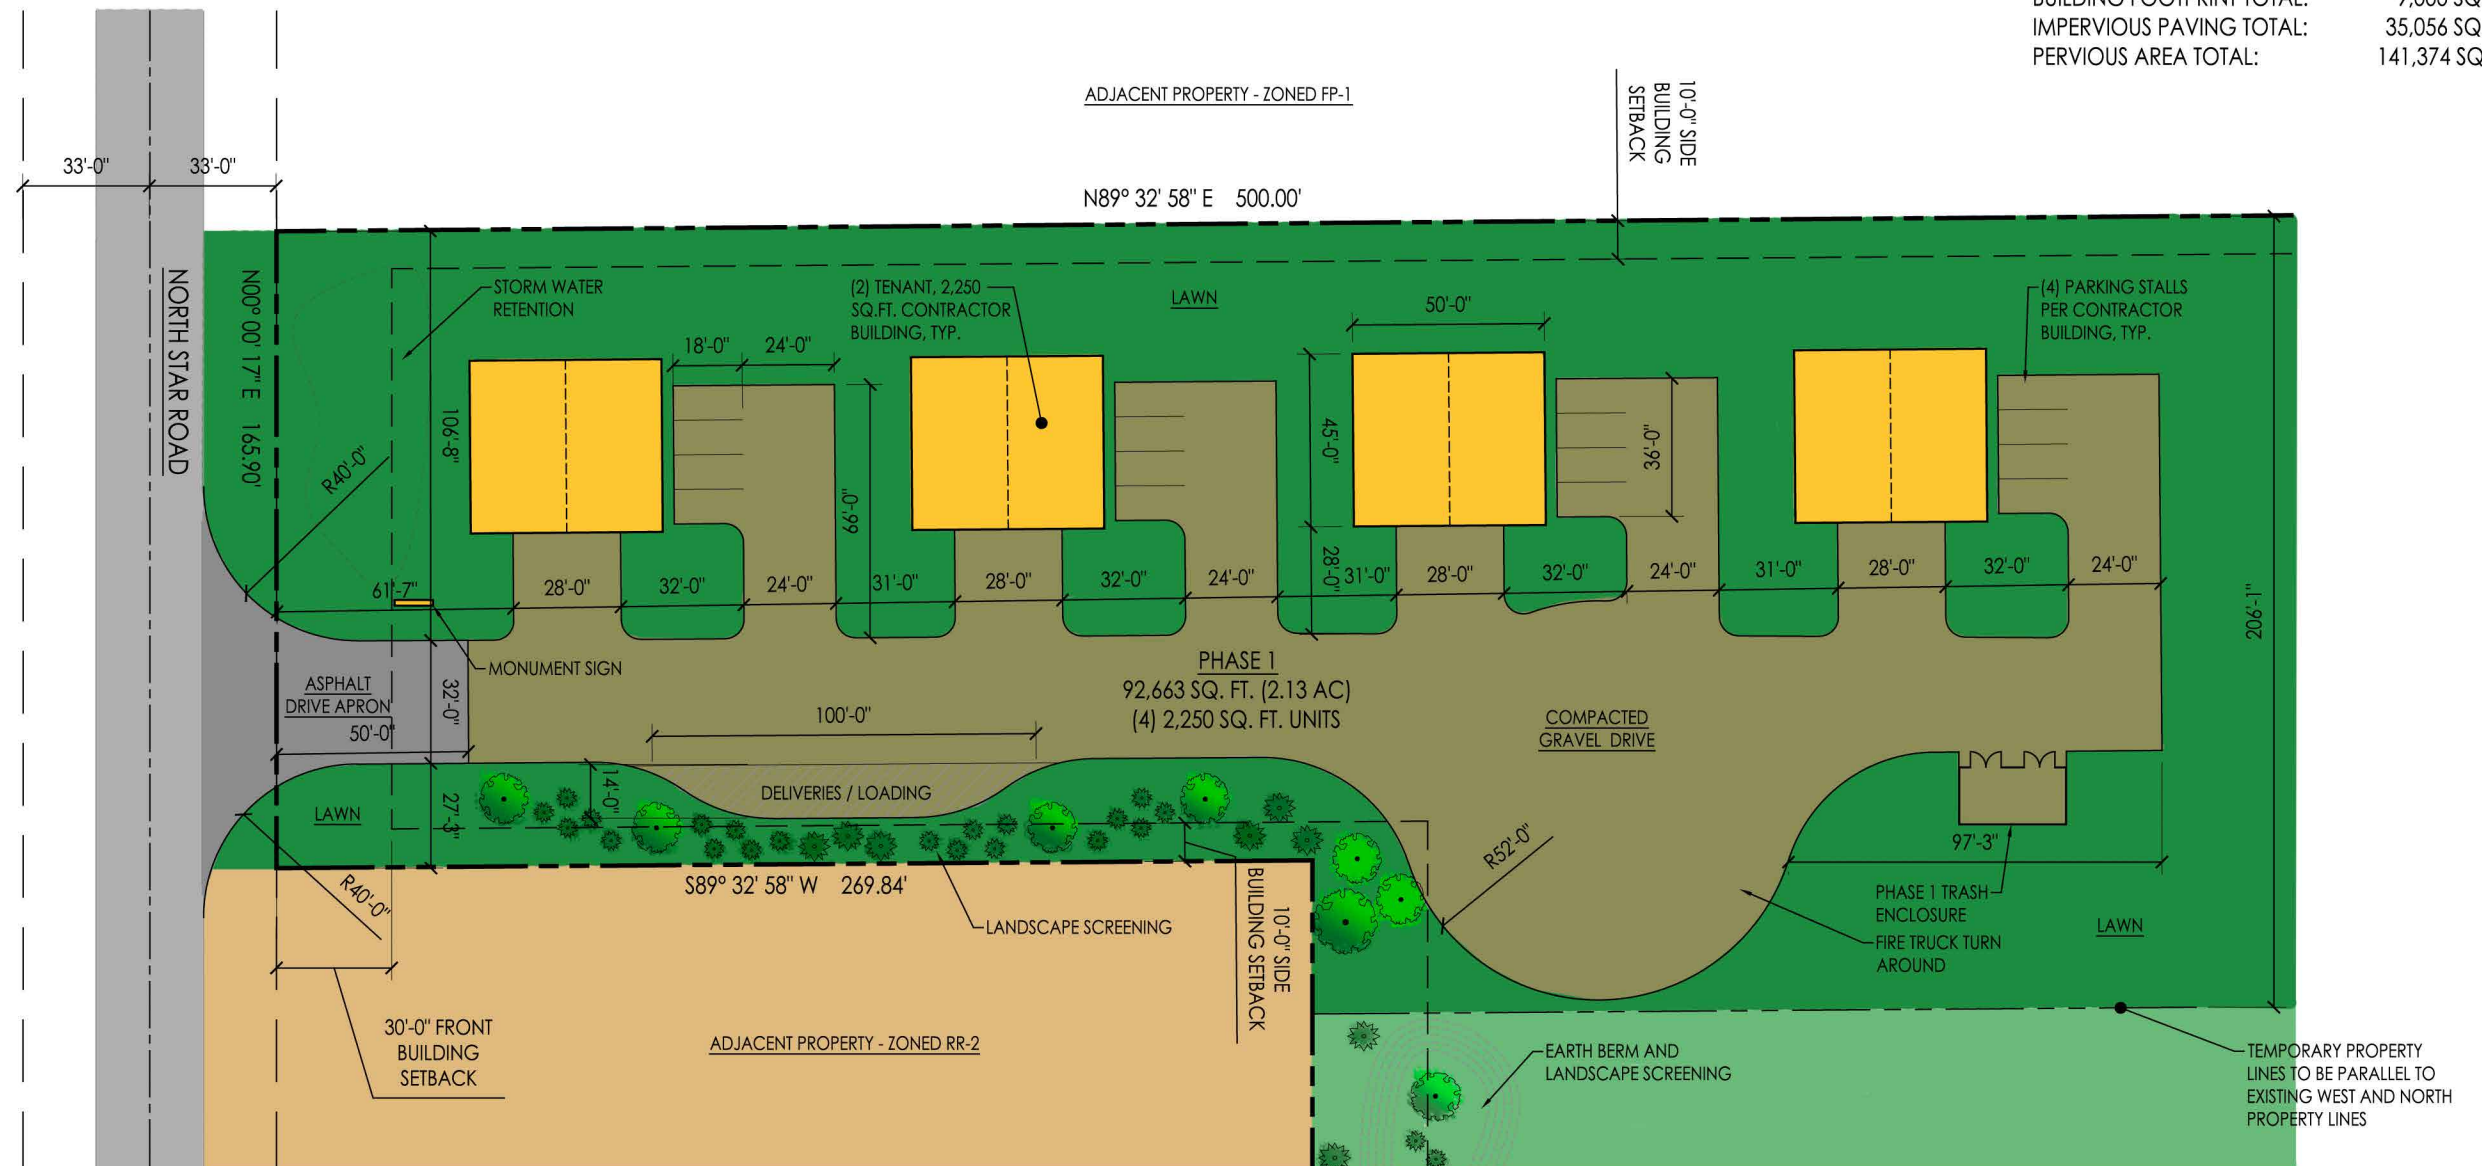 BUILDING FOOTPRINT TOTAL: 9,000 SQ
IMPERVIOUS PAVING TOTAL: 35,056 SQ
PERVIOUS AREA TOTAL: 141,374 SQ
ADJACENT PROPERTY - ZONED FP-1
10'-0" SIDE
BUILDING
SETBACK
33'-0"
33'-0"
N89° 32' 58" E 500.00'
NORTH STAR ROAD
N00° 00' 17" E 165.90'
STORM WATER
RETENTION
(2) TENANT, 2,250
SQ.FT. CONTRACTOR
BUILDING, TYP.
LAWN
50'-0"
(4) PARKING STALLS
PER CONTRACTOR
BUILDING, TYP.
18'-0"
24'-0"
106'-8"
R40'-0"
66'-0"
45'-0"
36'-0"
61'-7"
28'-0"
32'-0"
24'-0"
31'-0"
28'-0"
32'-0"
24'-0"
28'-0"
31'-0"
28'-0"
32'-0"
24'-0"
31'-0"
28'-0"
32'-0"
24'-0"
206'-1"
MONUMENT SIGN
ASPHALT
DRIVE APRON
50'-0"
32'-0"
PHASE 1
92,663 SQ. FT. (2.13 AC)
(4) 2,250 SQ. FT. UNITS
100'-0"
COMPACTED
GRAVEL DRIVE
LAWN
27'-3"
14'-0"
DELIVERIES / LOADING
97'-3"
R52'-0"
R40'-0"
S89° 32' 58" W 269.84'
LANDSCAPE SCREENING
10'-0" SIDE
BUILDING SETBACK
PHASE 1 TRASH
ENCLOSURE
FIRE TRUCK TURN
AROUND
LAWN
30'-0" FRONT
BUILDING
SETBACK
ADJACENT PROPERTY - ZONED RR-2
EARTH BERM AND
LANDSCAPE SCREENING
TEMPORARY PROPERTY
LINES TO BE PARALLEL TO
EXISTING WEST AND NORTH
PROPERTY LINES